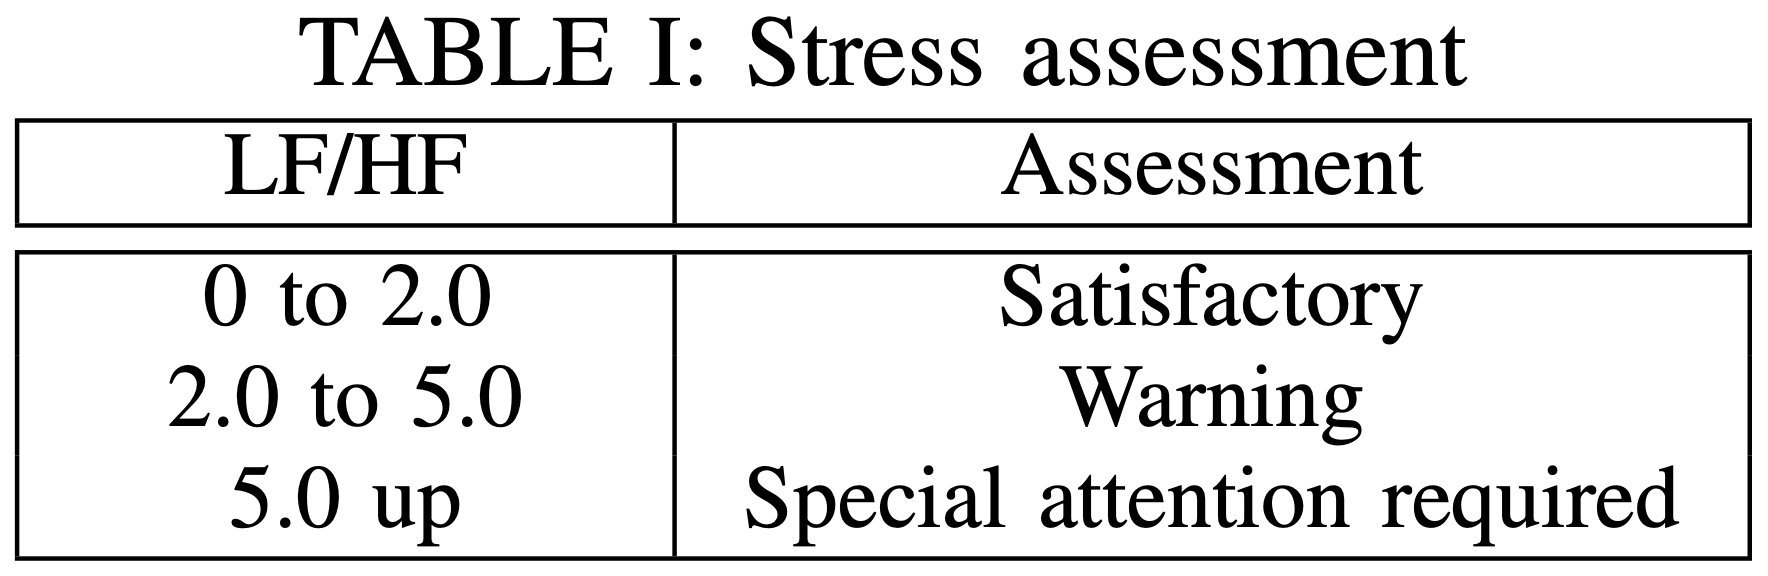 TABLE I: Stress assessment
LF/HF Assessment
0 to 2.0 Satisfactory
2.0 to 5.0 Warning
5.0 up Special attention required